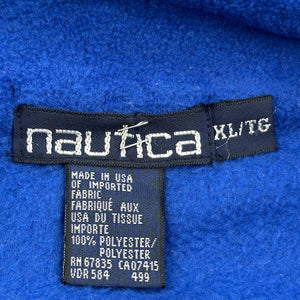 nautica
XL/TG
MADE IN USA
OF IMPORTED
FABRIC
FABRIQUÉ AUX
USA DU TISSUE
IMPORTE
100% POLYESTER/
POLYESTER
RN 67835 CA07415
VDR 584 499